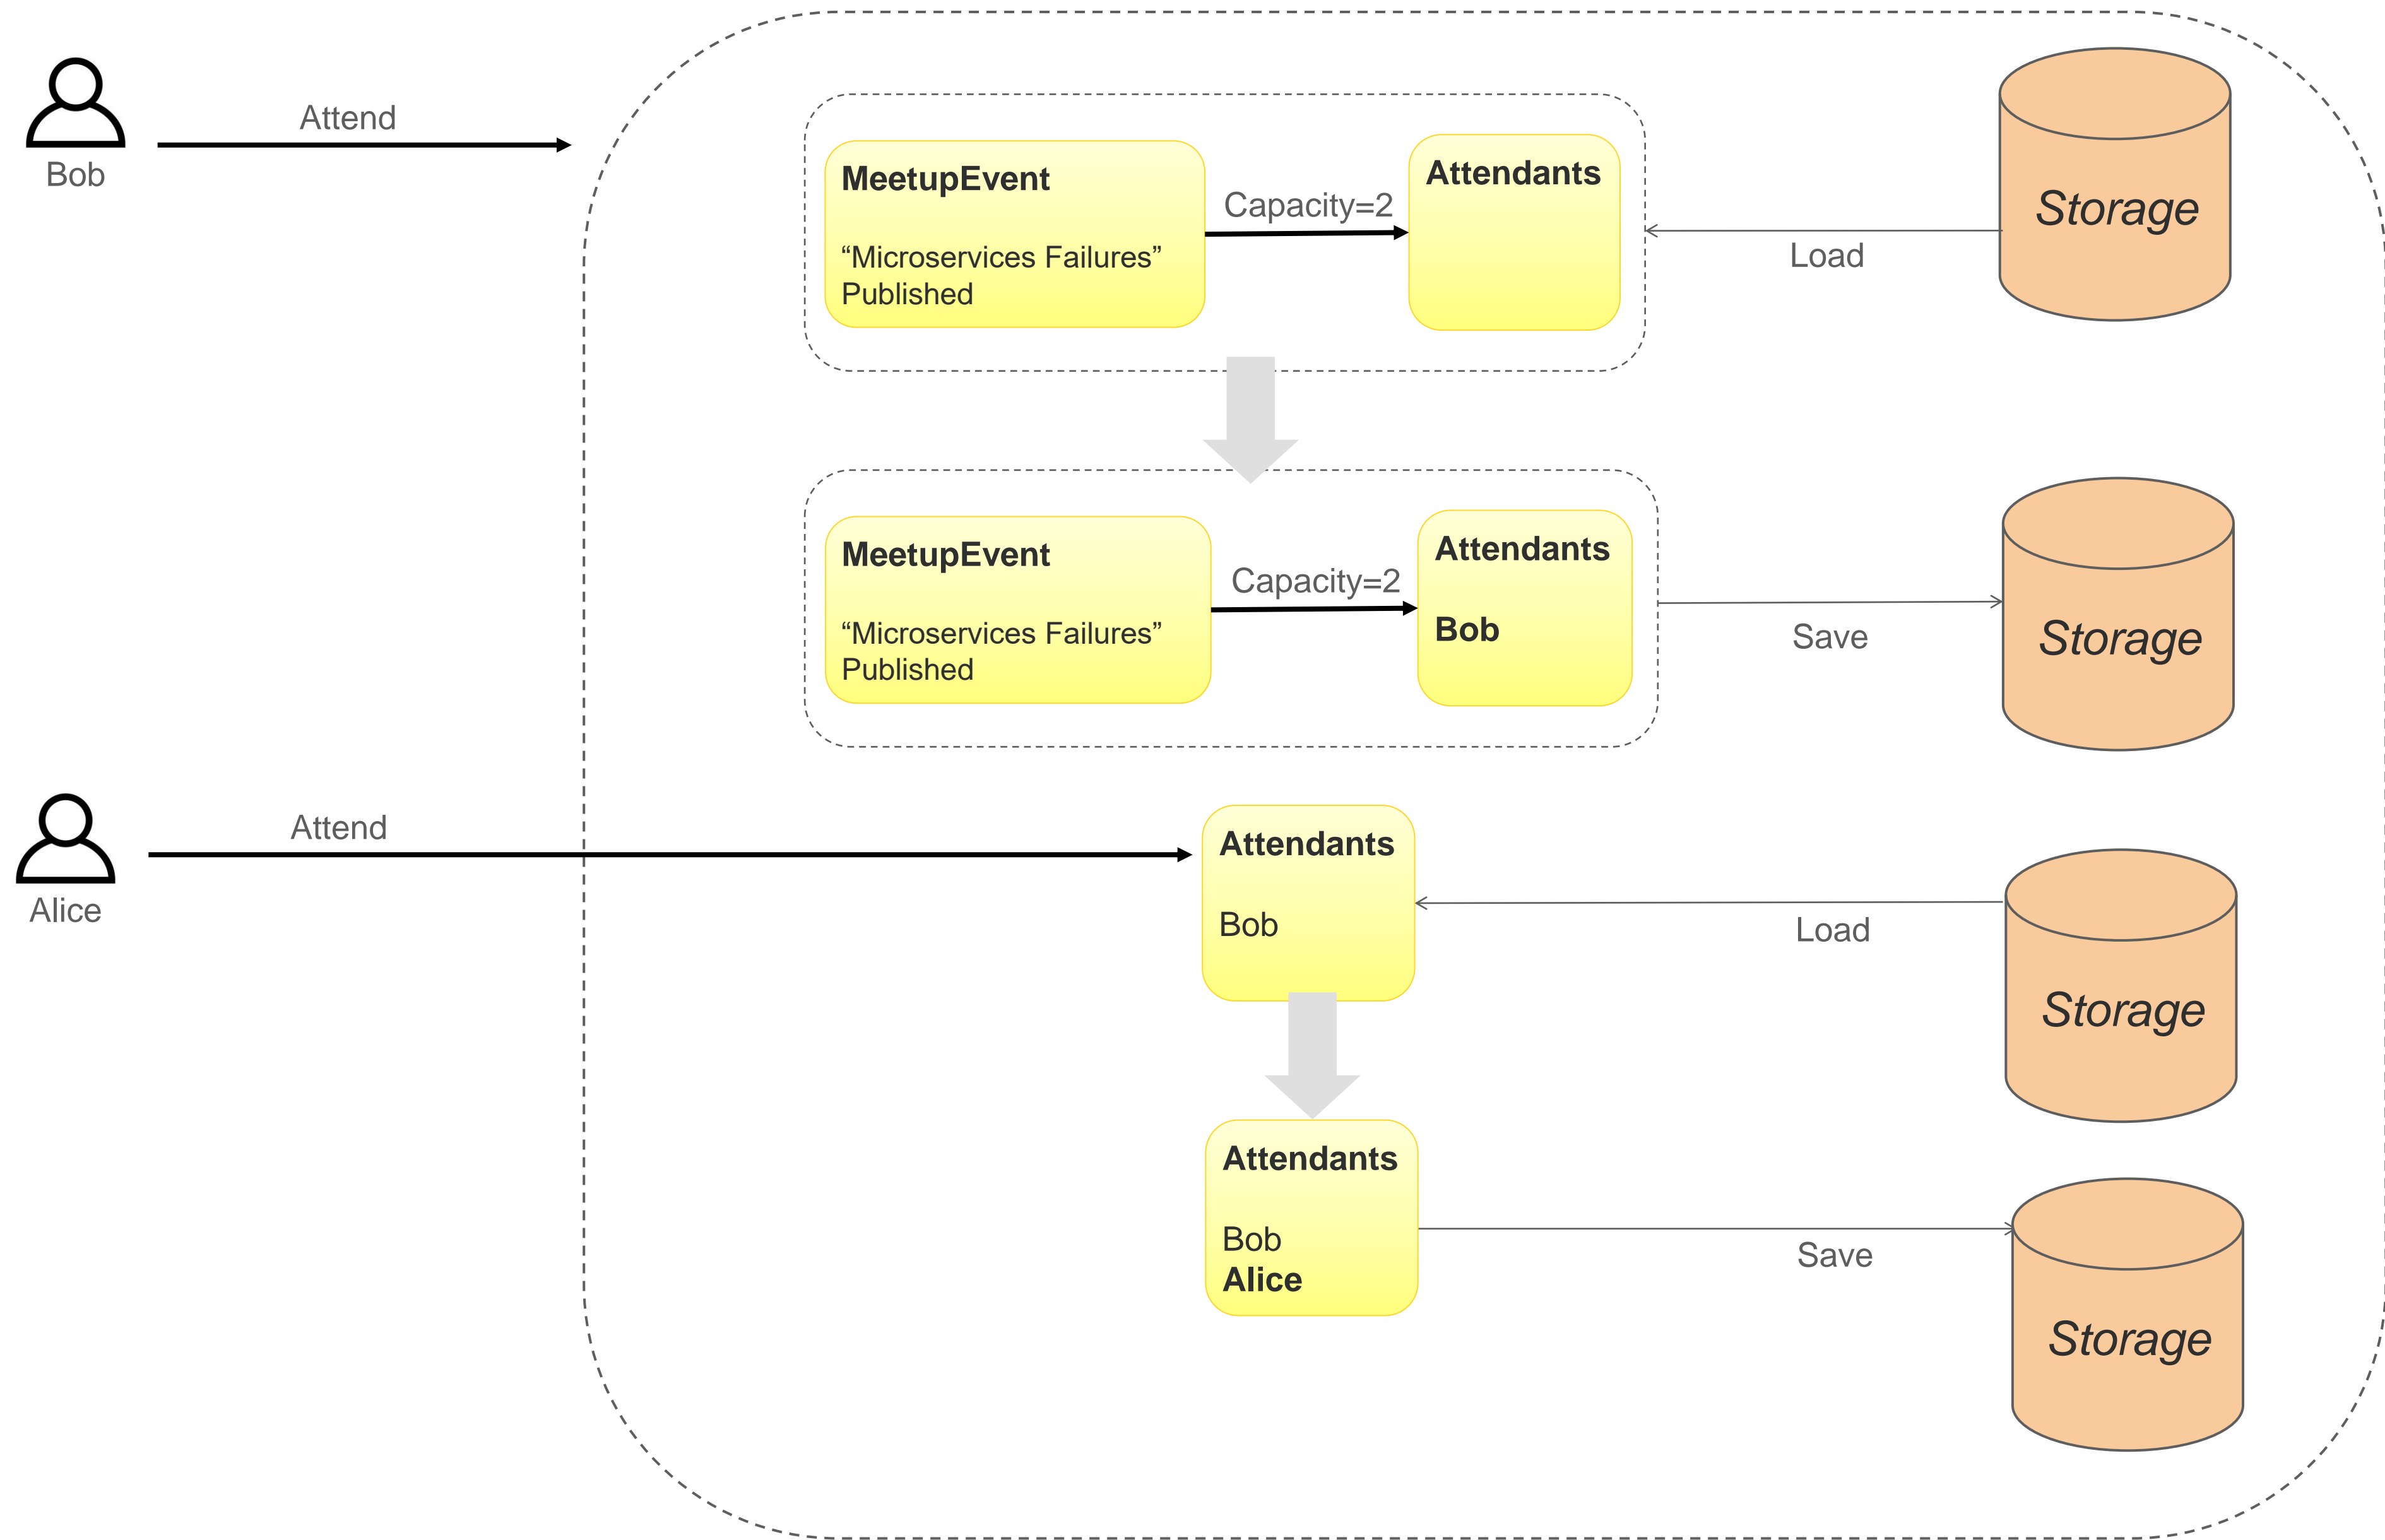 Attend
Bob
MeetupEvent
“Microservices Failures”
Published
Capacity=2
Attendants
Load
Storage
MeetupEvent
“Microservices Failures”
Published
Capacity=2
Attendants
Bob
Save
Storage
Attend
Alice
Attendants
Bob
Load
Storage
Attendants
Bob
Alice
Save
Storage